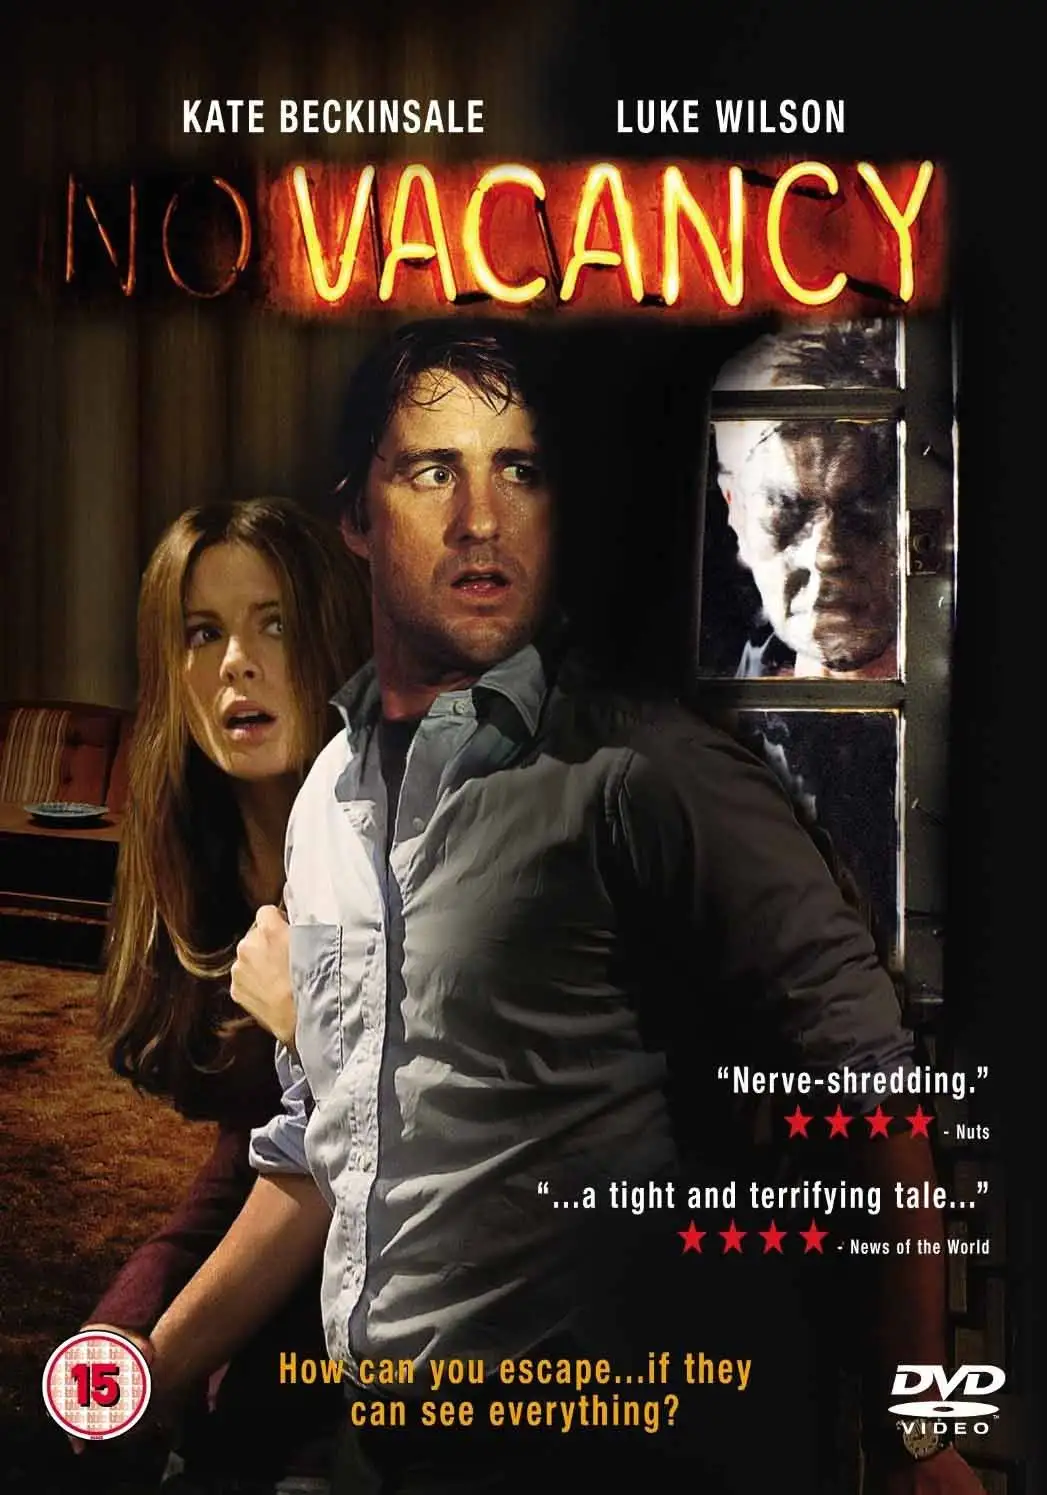 KATE BECKINSALE LUKE WILSON
NO VACANCY
“Nerve-shredding.”
- Nuts
“...a tight and terrifying tale...”
- News of the World
How can you escape...if they
can see everything?
15
DVD
VIDEO